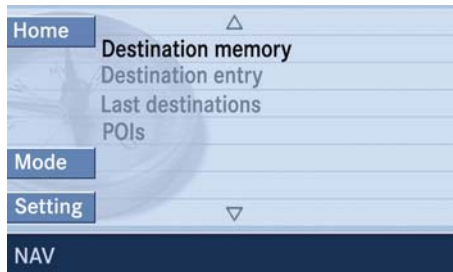 Home
Destination memory
Destination entry
Last destinations
POIs
Mode
Setting
NAV